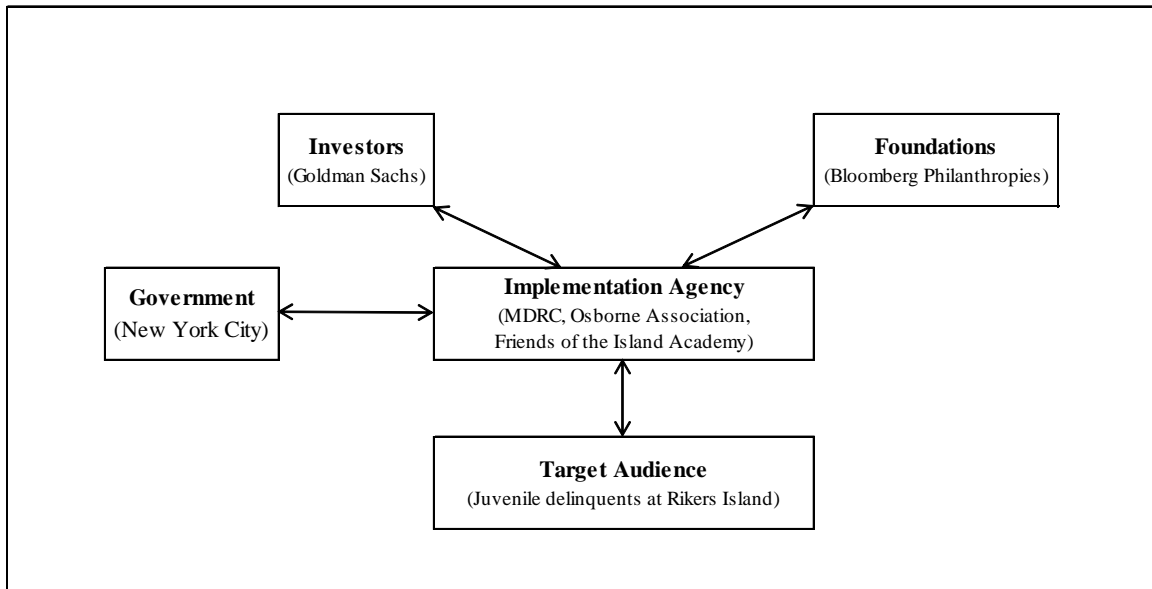 Investors
(Goldman Sachs)
Foundations
(Bloomberg Philanthropies)
Government
(New York City)
Implementation Agency
(MDRC, Osborne Association,
Friends of the Island Academy)
Target Audience
(Juvenile delinquents at Rikers Island)